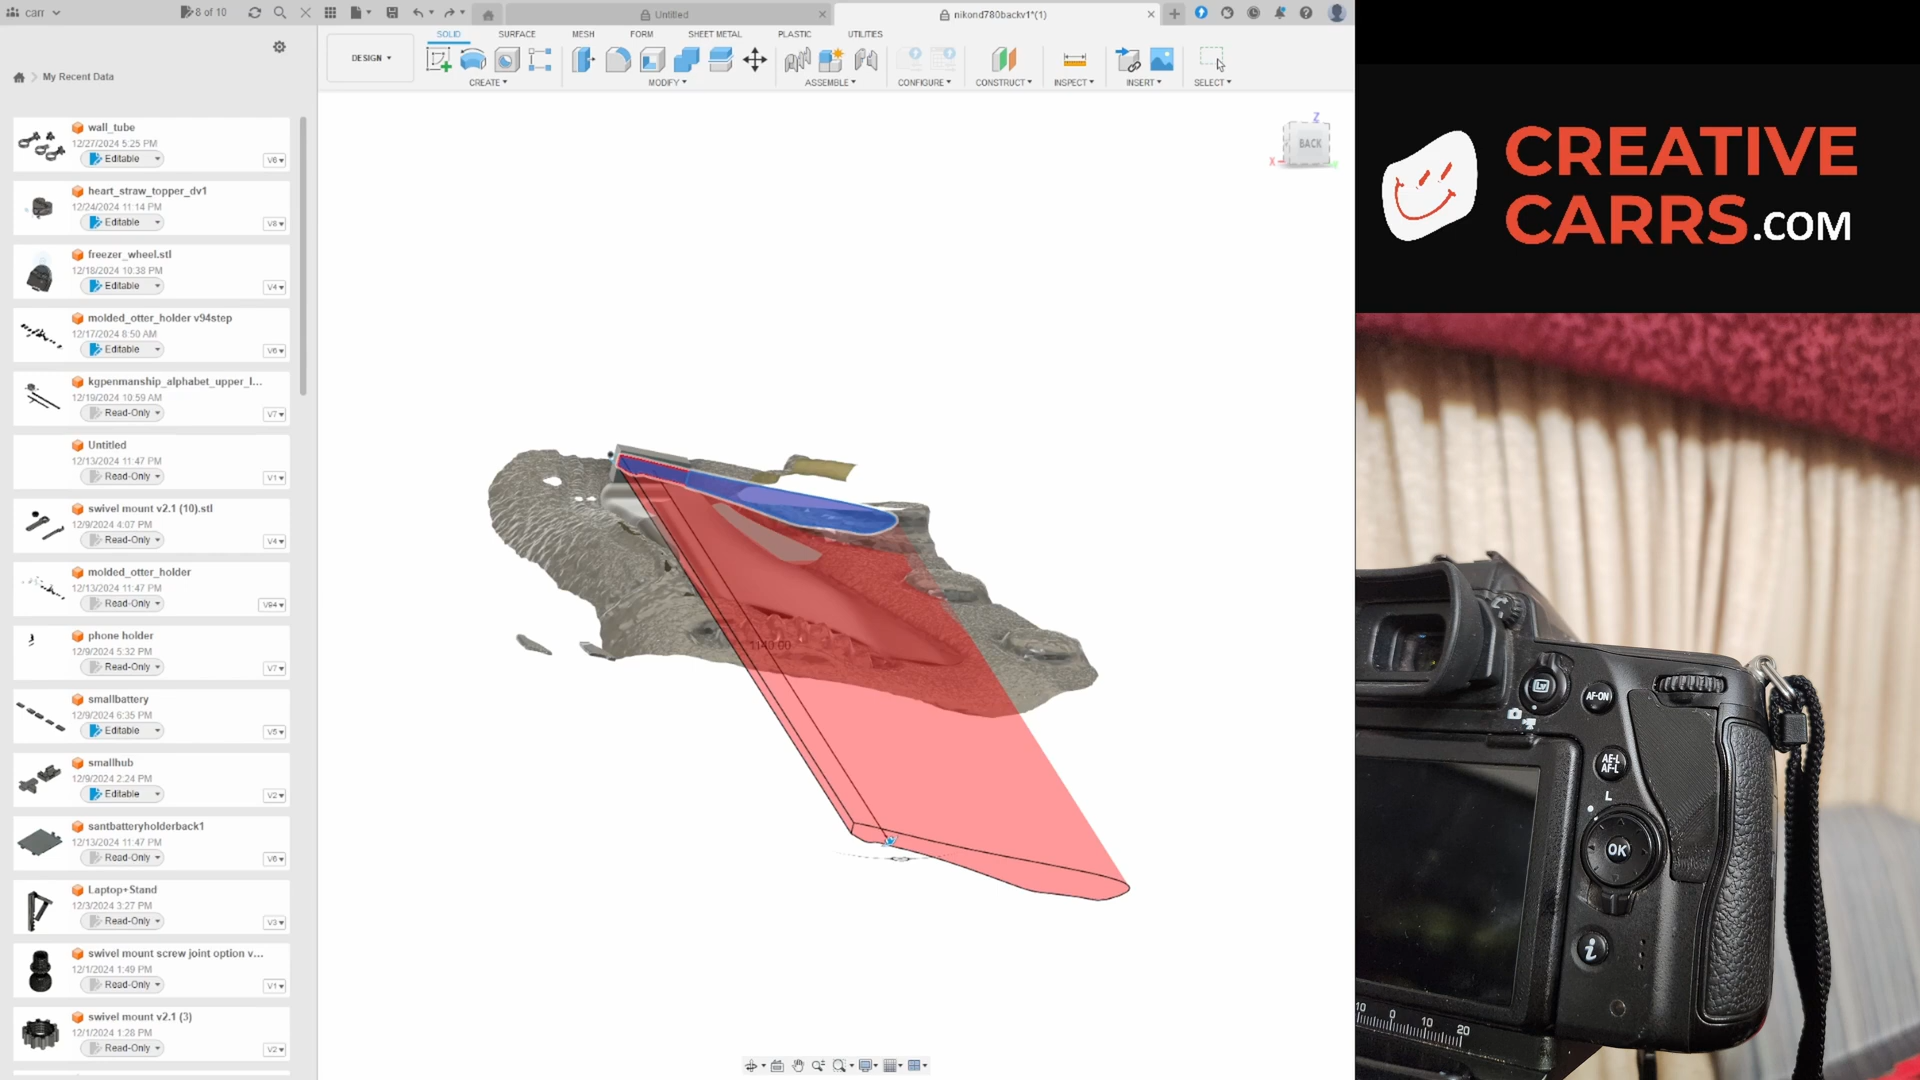 carr
8 of 10
Untitled
nikond780backv1*(1)
My Recent Data
DESIGN
SOLID
SURFACE
MESH
FORM
SHEET METAL
PLASTIC
UTILITIES
CREATE
MODIFY
ASSEMBLE
CONFIGURE
CONSTRUCT
INSPECT
INSERT
SELECT
wall_tube
12/27/2024 5:25 PM
Editable
V6
heart_straw_topper_dv1
12/24/2024 11:14 PM
Editable
V8
freezer_wheel.stl
12/18/2024 10:38 PM
Editable
V4
molded_otter_holder v94step
12/17/2024 8:50 AM
Editable
V6
kgpenmanship_alphabet_upper_l...
12/19/2024 10:59 AM
Read-Only
V7
Untitled
12/13/2024 11:47 PM
Read-Only
V1
swivel mount v2.1 (10).stl
12/9/2024 4:07 PM
Read-Only
V4
molded_otter_holder
12/13/2024 11:47 PM
Read-Only
V94
phone holder
12/9/2024 5:32 PM
Read-Only
V7
smallbattery
12/9/2024 6:35 PM
Editable
V5
smallhub
12/9/2024 2:24 PM
Editable
V2
santbatteryholderback1
12/13/2024 11:47 PM
Read-Only
V6
Laptop+Stand
12/3/2024 3:27 PM
Read-Only
V3
swivel mount screw joint option v...
12/1/2024 1:49 PM
Read-Only
V1
swivel mount v2.1 (3)
12/1/2024 1:28 PM
Read-Only
V2
Z
BACK
X
1140.00
CREATIVE
CARRS.COM
Lv
AF-ON
AE-L
AF-L
L
OK
i
10 0 10 20